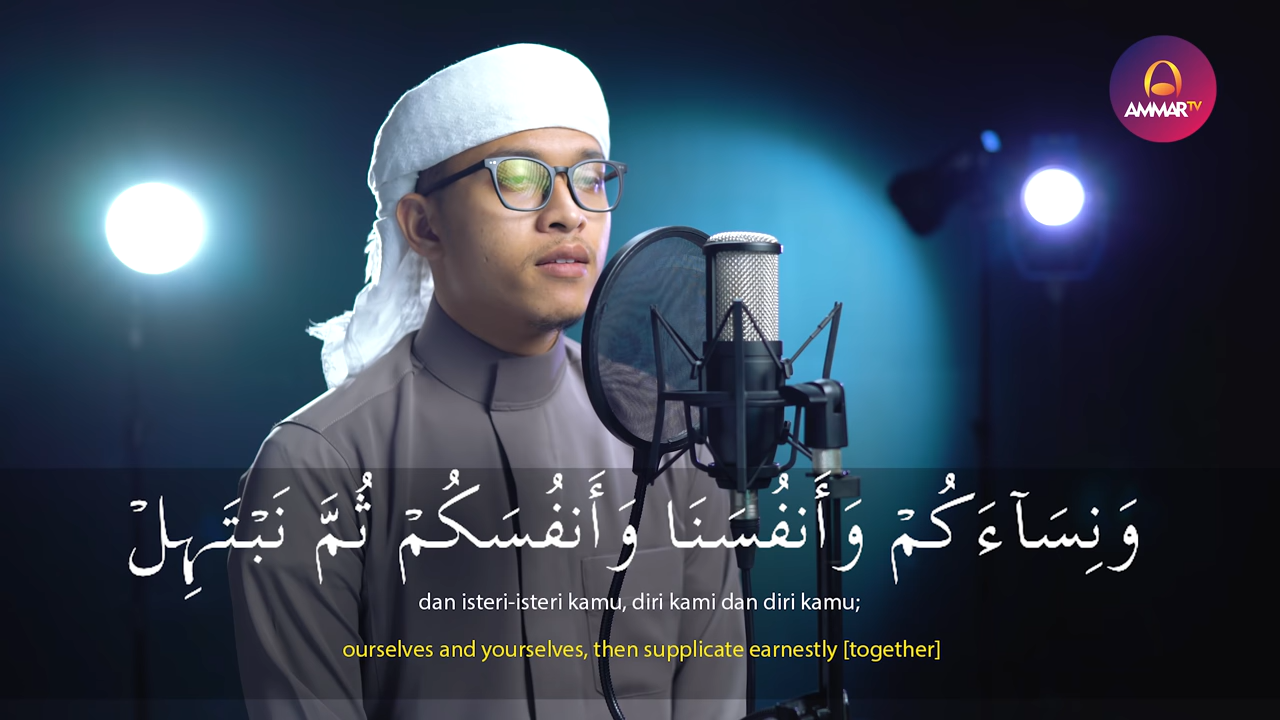 AMMAR TV
وَنِسَآءَكُمْ وَأَنفُسَنَا وَأَنفُسَكُمْ ثُمَّ نَبْتَهِلْ
dan isteri-isteri kamu, diri kami dan diri kamu;
ourselves and yourselves, then supplicate earnestly [together]